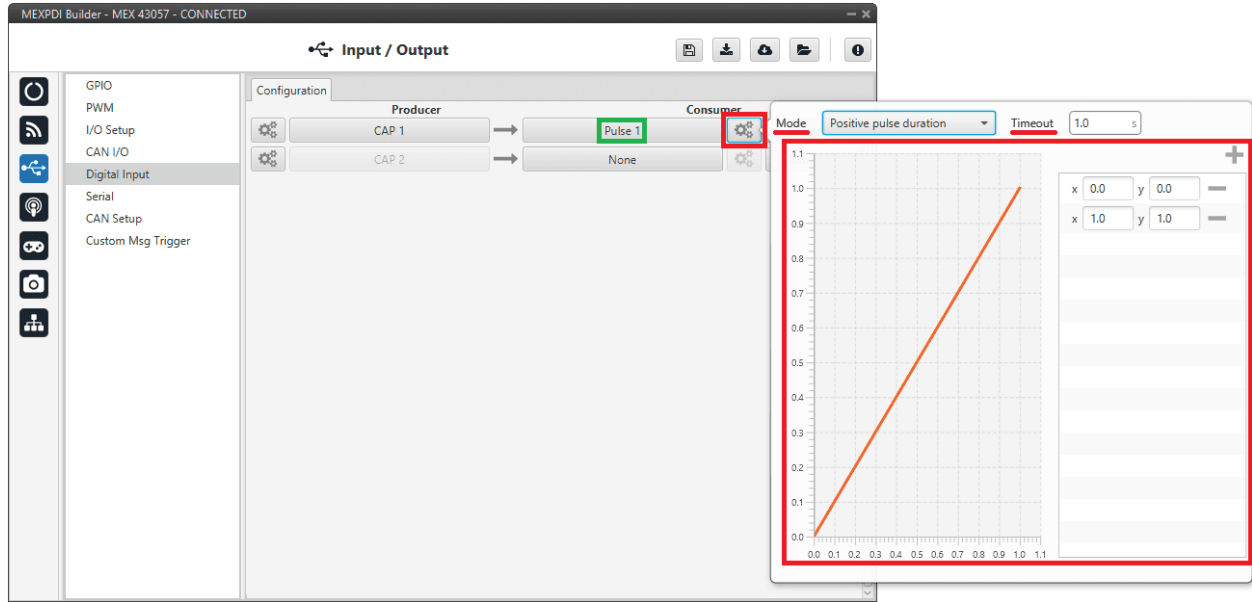 MEXPDI Builder - MEX 43057 - CONNECTED
Input / Output
GPIO
PWM
I/O Setup
CAN I/O
Digital Input
Serial
CAN Setup
Custom Msg Trigger
Configuration
Producer Consumer
CAP 1 Pulse 1
CAP 2 None
Mode Positive pulse duration Timeout 1.0 s
x 0.0 y 0.0
x 1.0 y 1.0
1.1
1.0
0.9
0.8
0.7
0.6
0.5
0.4
0.3
0.2
0.1
0.0
0.0 0.1 0.2 0.3 0.4 0.5 0.6 0.7 0.8 0.9 1.0 1.1